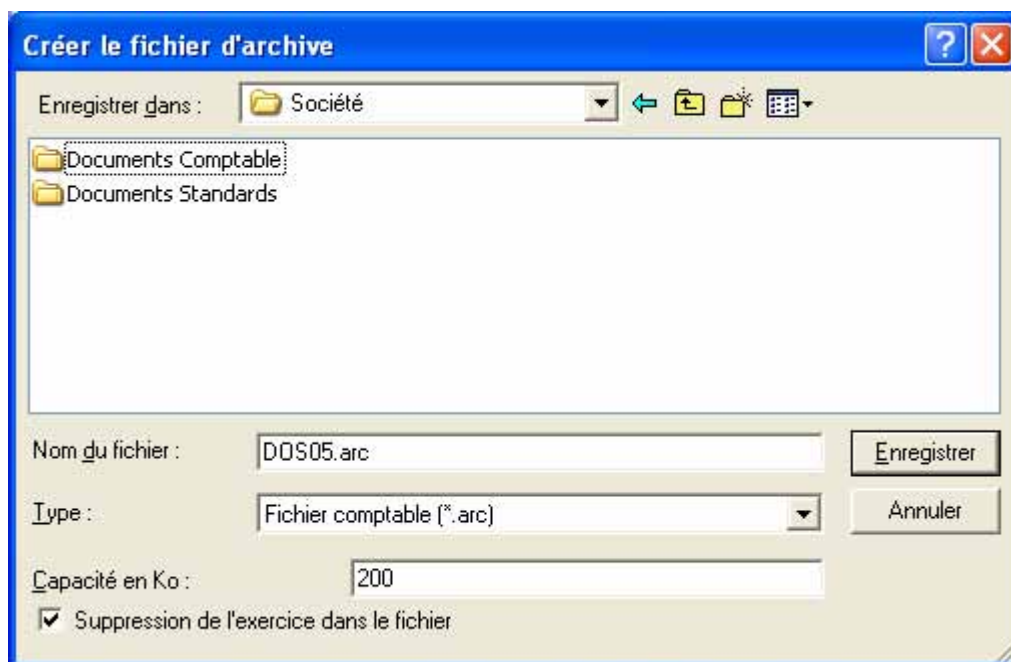 Créer le fichier d'archive
Enregistrer dans : Société
Documents Comptable
Documents Standards
Nom du fichier : DOS05.arc Enregistrer
Type : Fichier comptable (*.arc) Annuler
Capacité en Ko : 200
Suppression de l'exercice dans le fichier